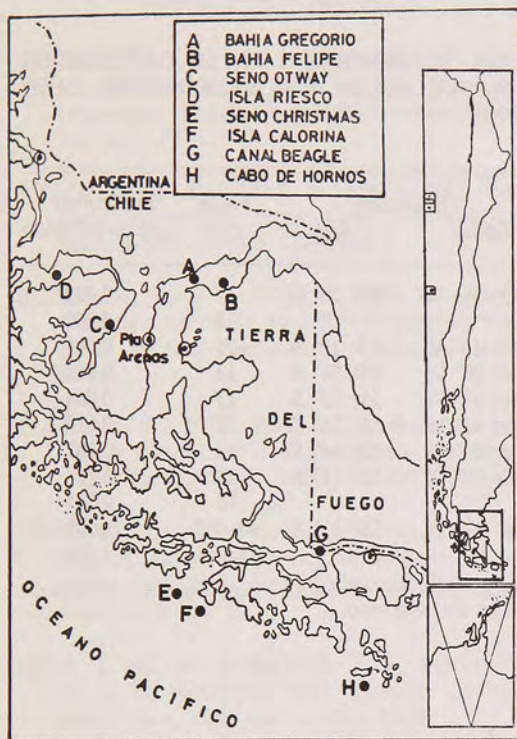 A BAHIA GREGORIO
B BAHIA FELIPE
C SENO OTWAY
D ISLA RIESCO
E SENO CHRISTMAS
F ISLA CALORINA
G CANAL BEAGLE
H CABO DE HORNOS
ARGENTINA
CHILE
D
A
B
C
Pta
Arenas
TIERRA
DEL
FUEGO
G
E
F
H
OCEANO PACIFICO